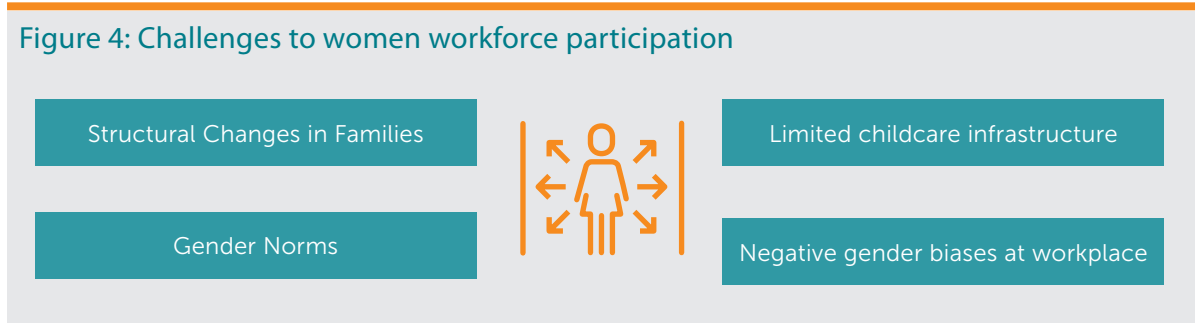 Figure 4: Challenges to women workforce participation
Structural Changes in Families
Limited childcare infrastructure
Gender Norms
Negative gender biases at workplace